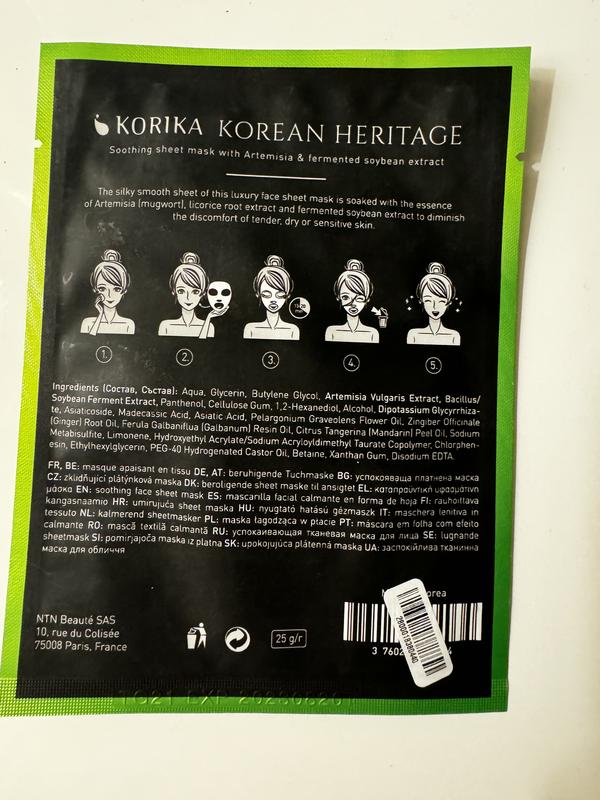 KORIKA KOREAN HERITAGE
Soothing sheet mask with Artemisia & fermented soybean extract
The silky smooth sheet of this luxury face sheet mask is soaked with the essence
of Artemisia (mugwort), licorice root extract and fermented soybean extract to diminish
the discomfort of tender, dry or sensitive skin.
1. 2. 3. 4. 5.
Ingredients (Состав, Състав): Aqua, Glycerin, Butylene Glycol, Artemisia Vulgaris Extract, Bacillus/
Soybean Ferment Extract, Panthenol, Cellulose Gum, 1,2-Hexanediol, Alcohol, Dipotassium Glycyrrhiza-
te, Asiaticoside, Madecassic Acid, Asiatic Acid, Pelargonium Graveolens Flower Oil, Zingiber Officinale
(Ginger) Root Oil, Ferula Galbaniflua (Galbanum) Resin Oil, Citrus Tangerina (Mandarin) Peel Oil, Sodium
Metabisulfite, Limonene, Hydroxyethyl Acrylate/Sodium Acryloyldimethyl Taurate Copolymer, Chlorphen-
esin, Ethylhexylglycerin, PEG-40 Hydrogenated Castor Oil, Betaine, Xantham Gum, Disodium EDTA.
FR, BE: masque apaisant en tissu DE, AT: beruhigende Tuchmaske BG: успокояваща платнена маска
CZ: zklidňující plátýnková maska DK: beroligende sheet maske til ansigtet EL: καταπραϋντική υφασμάτινη
μάσκα EN: soothing face sheet mask ES: mascarilla facial calmante en forma de hoja FI: rauhoittava
kangasnaamio HR: umirujuća sheet maska HU: nyugtató hatású gézmaszk IT: maschera lenitiva in
tessuto NL: kalmerend sheetmasker PL: maska łagodząca w płacie PT: máscara em folha com efeito
calmante RO: mască textilă calmantă RU: успокаивающая тканевая маска для лица SE: lugnande
sheetmask SI: pomirjajoča maska iz platna SK: upokojujúca plátenná maska UA: заспокійлива тканинна
маска для обличчя
orea
NTN Beauté SAS
10, rue du Colisée
75008 Paris, France
25 g/r
3 7602
4